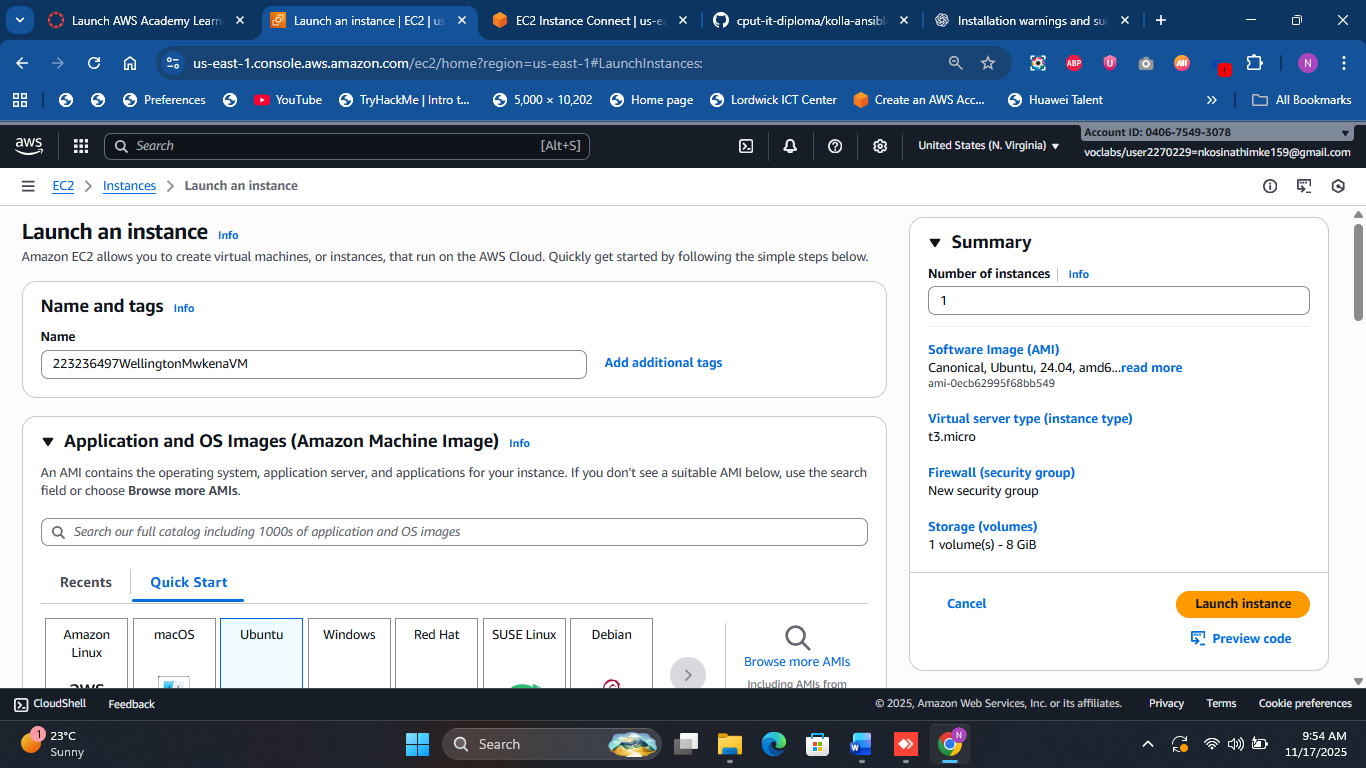 Launch AWS Academy Learn
Launch an instance | EC2 | us
EC2 Instance Connect | us-ea
cput-it-diploma/kolla-ansibl
Installation warnings and su
us-east-1.console.aws.amazon.com/ec2/home?region=us-east-1#LaunchInstances:
ABP
U
!
N
Preferences
YouTube
TryHackMe | Intro t...
5,000 × 10,202
Home page
Lordwick ICT Center
Create an AWS Acc...
Huawei Talent
All Bookmarks
aws
Search
[Alt+S]
United States (N. Virginia)
Account ID: 0406-7549-3078
voclabs/user2270229=nkosinathimke159@gmail.com
EC2
Instances
Launch an instance
Launch an instance Info
Amazon EC2 allows you to create virtual machines, or instances, that run on the AWS Cloud. Quickly get started by following the simple steps below.
Name and tags Info
Name
223236497WellingtonMwkenaVM
Add additional tags
Application and OS Images (Amazon Machine Image) Info
An AMI contains the operating system, application server, and applications for your instance. If you don't see a suitable AMI below, use the search
field or choose Browse more AMIs.
Search our full catalog including 1000s of application and OS images
Recents
Quick Start
Amazon
Linux
aws
macOS
Ubuntu
Windows
Red Hat
SUSE Linux
Debian
Browse more AMIs
Including AMIs from
Summary
Number of instances Info
1
Software Image (AMI)
Canonical, Ubuntu, 24.04, amd6...read more
ami-0ecb62995f68bb549
Virtual server type (instance type)
t3.micro
Firewall (security group)
New security group
Storage (volumes)
1 volume(s) - 8 GiB
Cancel
Launch instance
Preview code
CloudShell
Feedback
© 2025, Amazon Web Services, Inc. or its affiliates.
Privacy
Terms
Cookie preferences
1
23°C
Sunny
Search
W
N
9:54 AM
11/17/2025